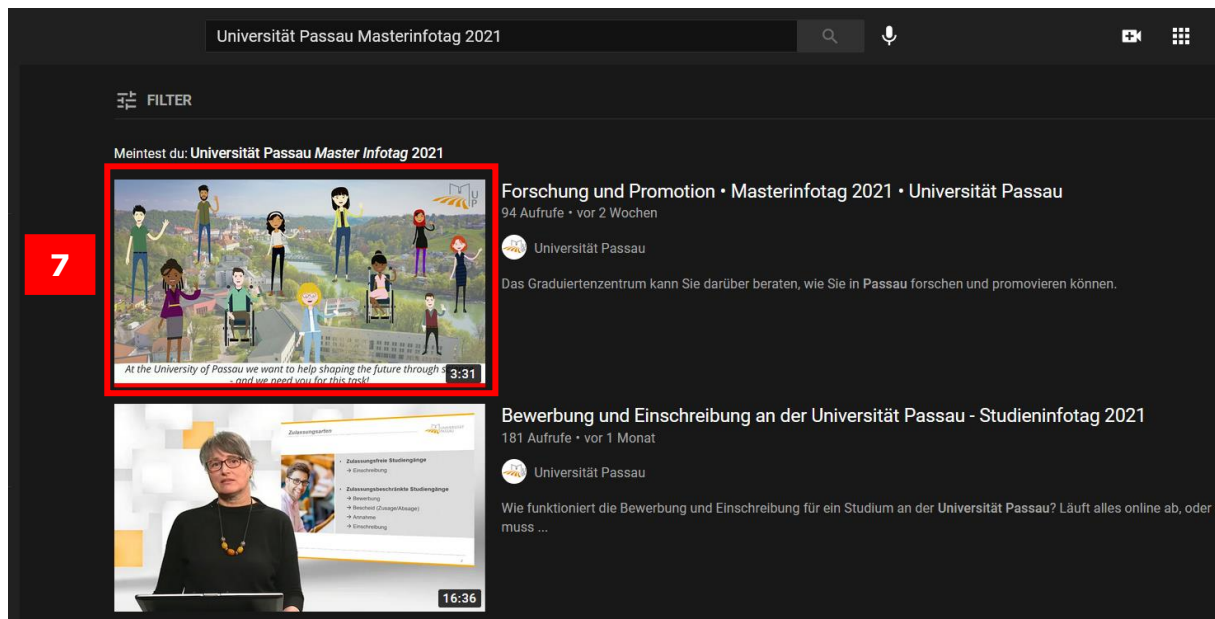 Universität Passau Masterinfotag 2021
FILTER
Meintest du: Universität Passau Master Infotag 2021
7
UP
At the University of Passau we want to help shaping the future through s
- and we need you for this task!
3:31
Forschung und Promotion • Masterinfotag 2021 • Universität Passau
94 Aufrufe • vor 2 Wochen
Universität Passau
Das Graduiertenzentrum kann Sie darüber beraten, wie Sie in Passau forschen und promovieren können.
Zulassungsarten
Zulassungsfreie Studiengänge
→ Einschreibung
Zulassungsbeschränkte Studiengänge
→ Bewerbung
→ Bescheid (Zusage/Absage)
→ Annahme
→ Einschreibung
16:36
Bewerbung und Einschreibung an der Universität Passau - Studieninfotag 2021
181 Aufrufe • vor 1 Monat
Universität Passau
Wie funktioniert die Bewerbung und Einschreibung für ein Studium an der Universität Passau? Läuft alles online ab, oder
muss ...